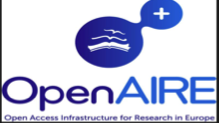 OpenAIRE
Open Access Infrastructure for Research in Europe